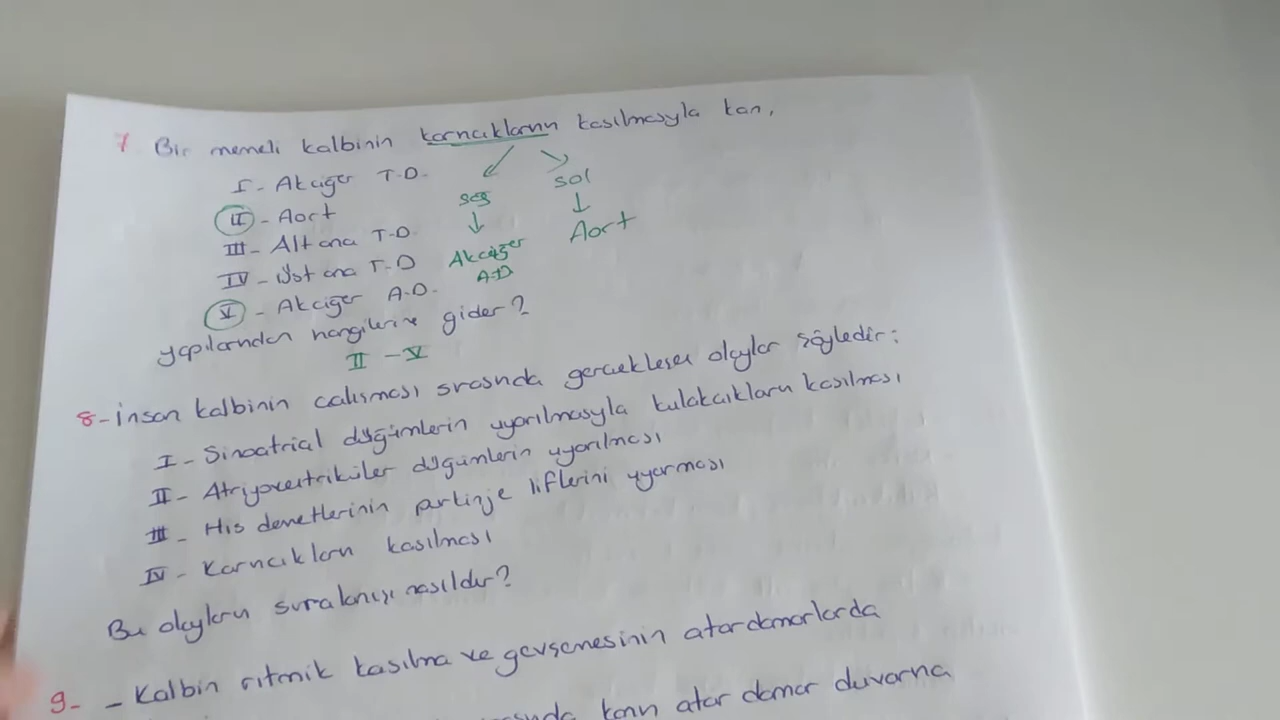 7 Bir memeli kalbinin karıncıkların kasılmasıyla kan,
I - Akciğer T.D.
II - Aort
III - Alt ana T.D
IV - Üst ana T.D
V - Akciğer A.D.
sağ
↓
Akciğer
A.D
sol
↓
Aort
yapılarından hangilerine gider?
II - V
8- insan kalbinin çalışması sırasında gerçekleşen olaylar şöyledir:
I - Sinoatrial düğümlerin uyarılmasıyla kulakcıkların kasılması
II - Atriyoventriküler düğümlerin uyarılması
III - His demetlerinin purkinje liflerini uyarması
IV - Karıncıkların kasılması
Bu olayların sıralanışı nasıldır?
9- - Kalbin ritmik kasılma ve gevşemesinin atardamarlarda
kanın atar damar duvarına